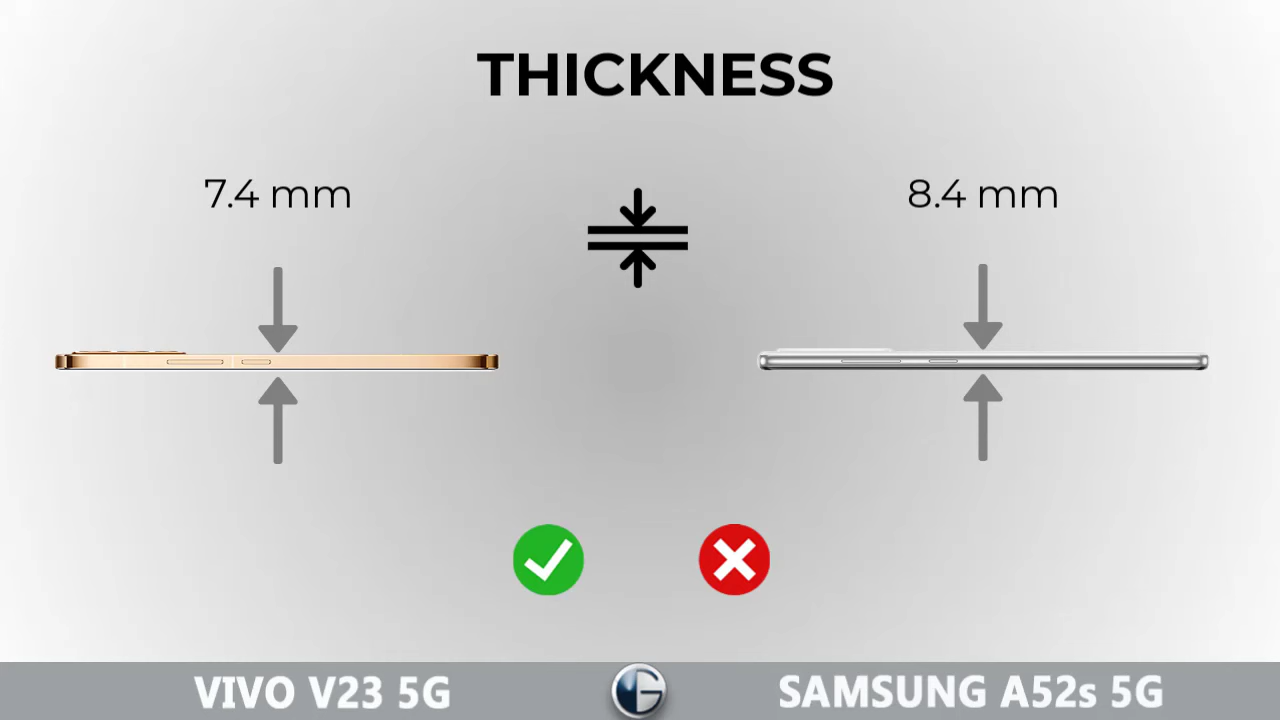 THICKNESS
7.4 mm
8.4 mm
VIVO V23 5G
SAMSUNG A52s 5G